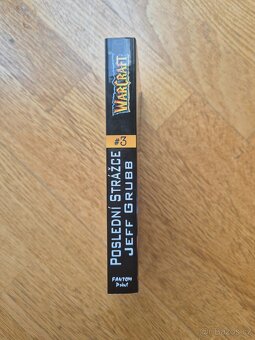 WARCRAFT
#3
POSLEDNÍ STRÁŽCE
JEFF GRUBB
FANTOM
Print